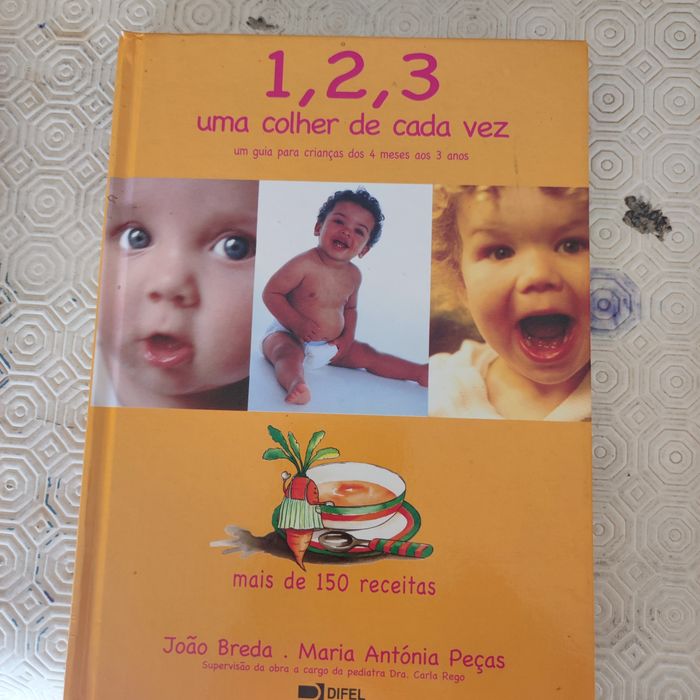 1, 2, 3
uma colher de cada vez
um guia para crianças dos 4 meses aos 3 anos
mais de 150 receitas
João Breda . Maria Antónia Peças
Supervisão da obra a cargo da pediatra Dra. Carla Rego
DIFEL